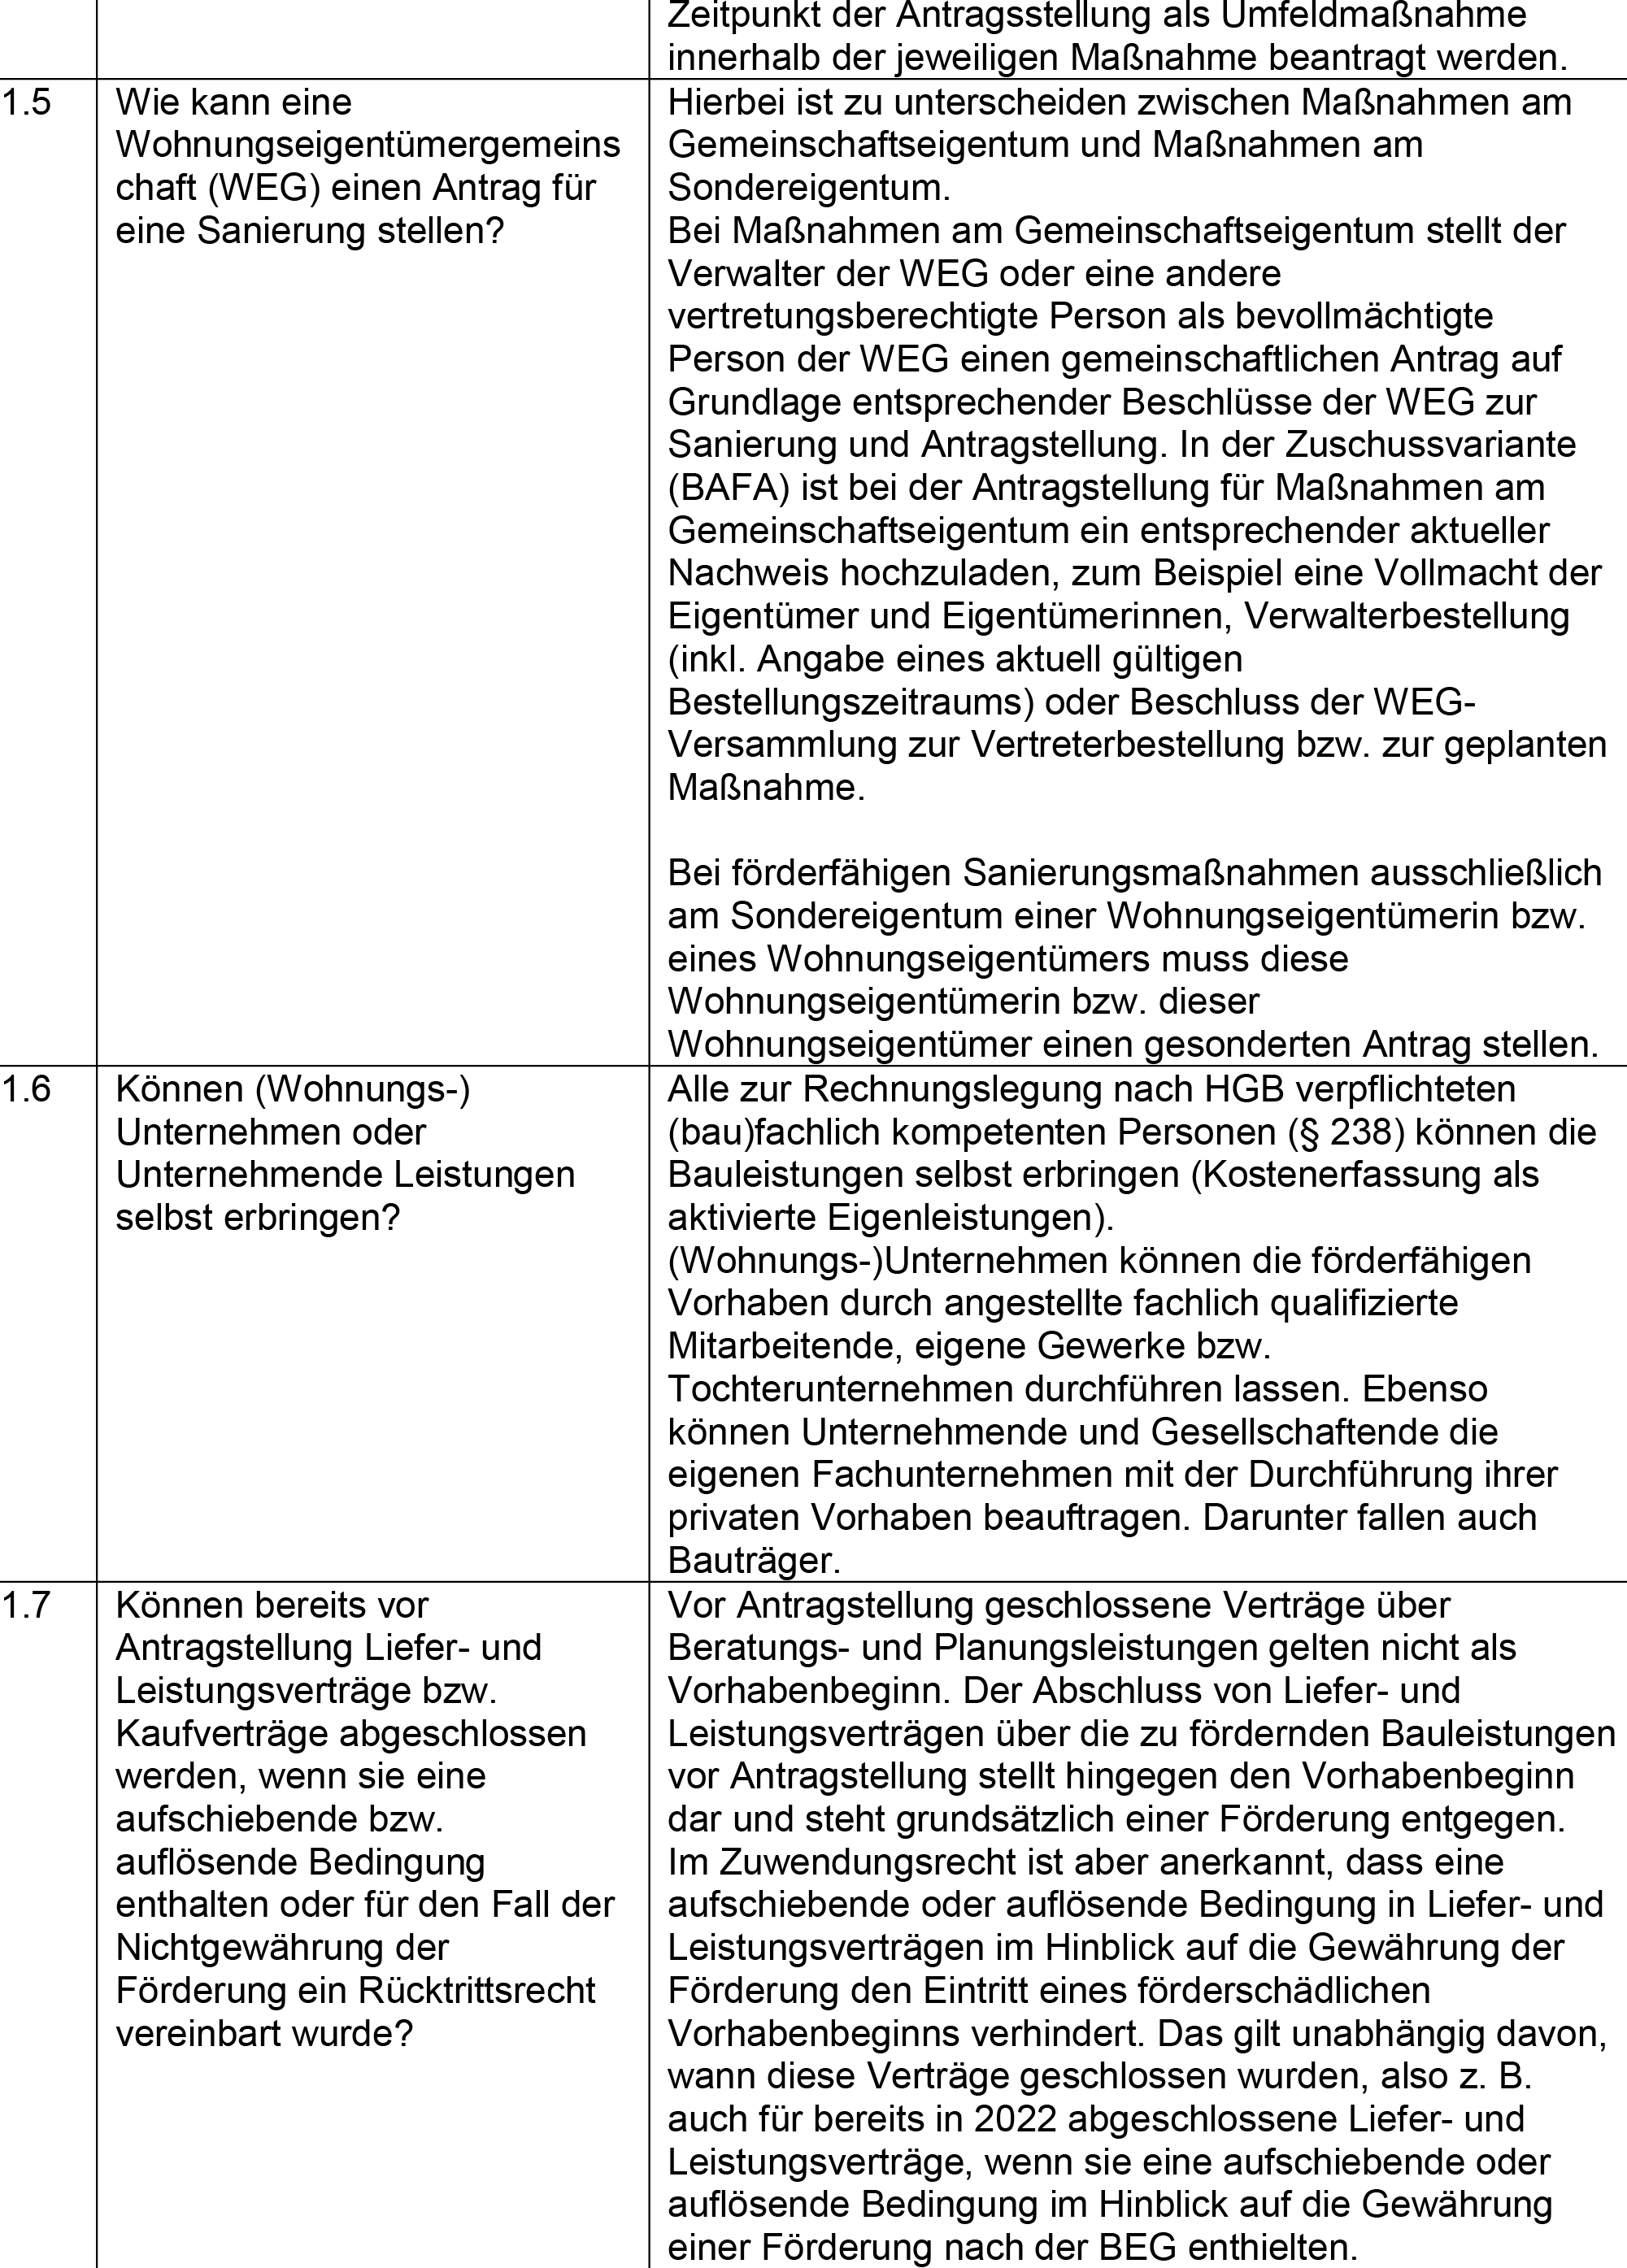 Zeitpunkt der Antragsstellung als Umfeldmaßnahme
innerhalb der jeweiligen Maßnahme beantragt werden.
1.5
Wie kann eine
Wohnungseigentümergemeins
chaft (WEG) einen Antrag für
eine Sanierung stellen?
Hierbei ist zu unterscheiden zwischen Maßnahmen am
Gemeinschaftseigentum und Maßnahmen am
Sondereigentum.
Bei Maßnahmen am Gemeinschaftseigentum stellt der
Verwalter der WEG oder eine andere
vertretungsberechtigte Person als bevollmächtigte
Person der WEG einen gemeinschaftlichen Antrag auf
Grundlage entsprechender Beschlüsse der WEG zur
Sanierung und Antragstellung. In der Zuschussvariante
(BAFA) ist bei der Antragstellung für Maßnahmen am
Gemeinschaftseigentum ein entsprechender aktueller
Nachweis hochzuladen, zum Beispiel eine Vollmacht der
Eigentümer und Eigentümerinnen, Verwalterbestellung
(inkl. Angabe eines aktuell gültigen
Bestellungszeitraums) oder Beschluss der WEG-
Versammlung zur Vertreterbestellung bzw. zur geplanten
Maßnahme.
Bei förderfähigen Sanierungsmaßnahmen ausschließlich
am Sondereigentum einer Wohnungseigentümerin bzw.
eines Wohnungseigentümers muss diese
Wohnungseigentümerin bzw. dieser
Wohnungseigentümer einen gesonderten Antrag stellen.
1.6
Können (Wohnungs-)
Unternehmen oder
Unternehmende Leistungen
selbst erbringen?
Alle zur Rechnungslegung nach HGB verpflichteten
(bau)fachlich kompetenten Personen (§ 238) können die
Bauleistungen selbst erbringen (Kostenerfassung als
aktivierte Eigenleistungen).
(Wohnungs-)Unternehmen können die förderfähigen
Vorhaben durch angestellte fachlich qualifizierte
Mitarbeitende, eigene Gewerke bzw.
Tochterunternehmen durchführen lassen. Ebenso
können Unternehmende und Gesellschaftende die
eigenen Fachunternehmen mit der Durchführung ihrer
privaten Vorhaben beauftragen. Darunter fallen auch
Bauträger.
1.7
Können bereits vor
Antragstellung Liefer- und
Leistungsverträge bzw.
Kaufverträge abgeschlossen
werden, wenn sie eine
aufschiebende bzw.
auflösende Bedingung
enthalten oder für den Fall der
Nichtgewährung der
Förderung ein Rücktrittsrecht
vereinbart wurde?
Vor Antragstellung geschlossene Verträge über
Beratungs- und Planungsleistungen gelten nicht als
Vorhabenbeginn. Der Abschluss von Liefer- und
Leistungsverträgen über die zu fördernden Bauleistungen
vor Antragstellung stellt hingegen den Vorhabenbeginn
dar und steht grundsätzlich einer Förderung entgegen.
Im Zuwendungsrecht ist aber anerkannt, dass eine
aufschiebende oder auflösende Bedingung in Liefer- und
Leistungsverträgen im Hinblick auf die Gewährung der
Förderung den Eintritt eines förderschädlichen
Vorhabenbeginns verhindert. Das gilt unabhängig davon,
wann diese Verträge geschlossen wurden, also z. B.
auch für bereits in 2022 abgeschlossene Liefer- und
Leistungsverträge, wenn sie eine aufschiebende oder
auflösende Bedingung im Hinblick auf die Gewährung
einer Förderung nach der BEG enthielten.